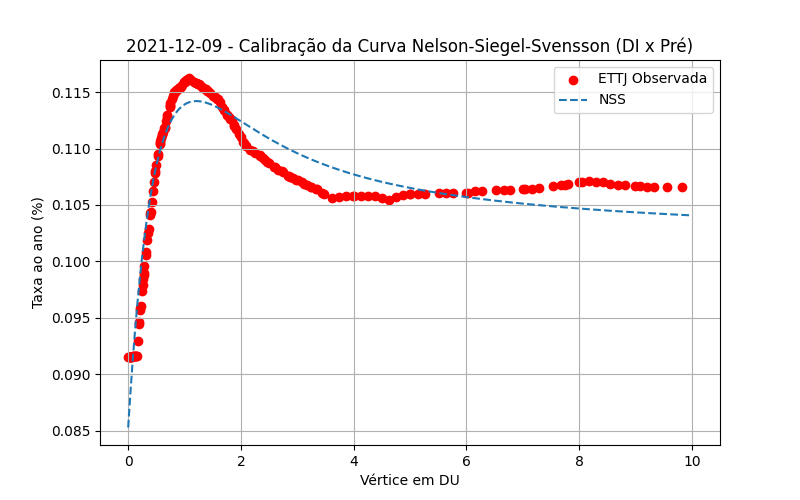 2021-12-09 - Calibração da Curva Nelson-Siegel-Svensson (DI x Pré)
ETTJ Observada
NSS
Taxa ao ano (%)
0.115
0.110
0.105
0.100
0.095
0.090
0.085
0 2 4 6 8 10
Vértice em DU